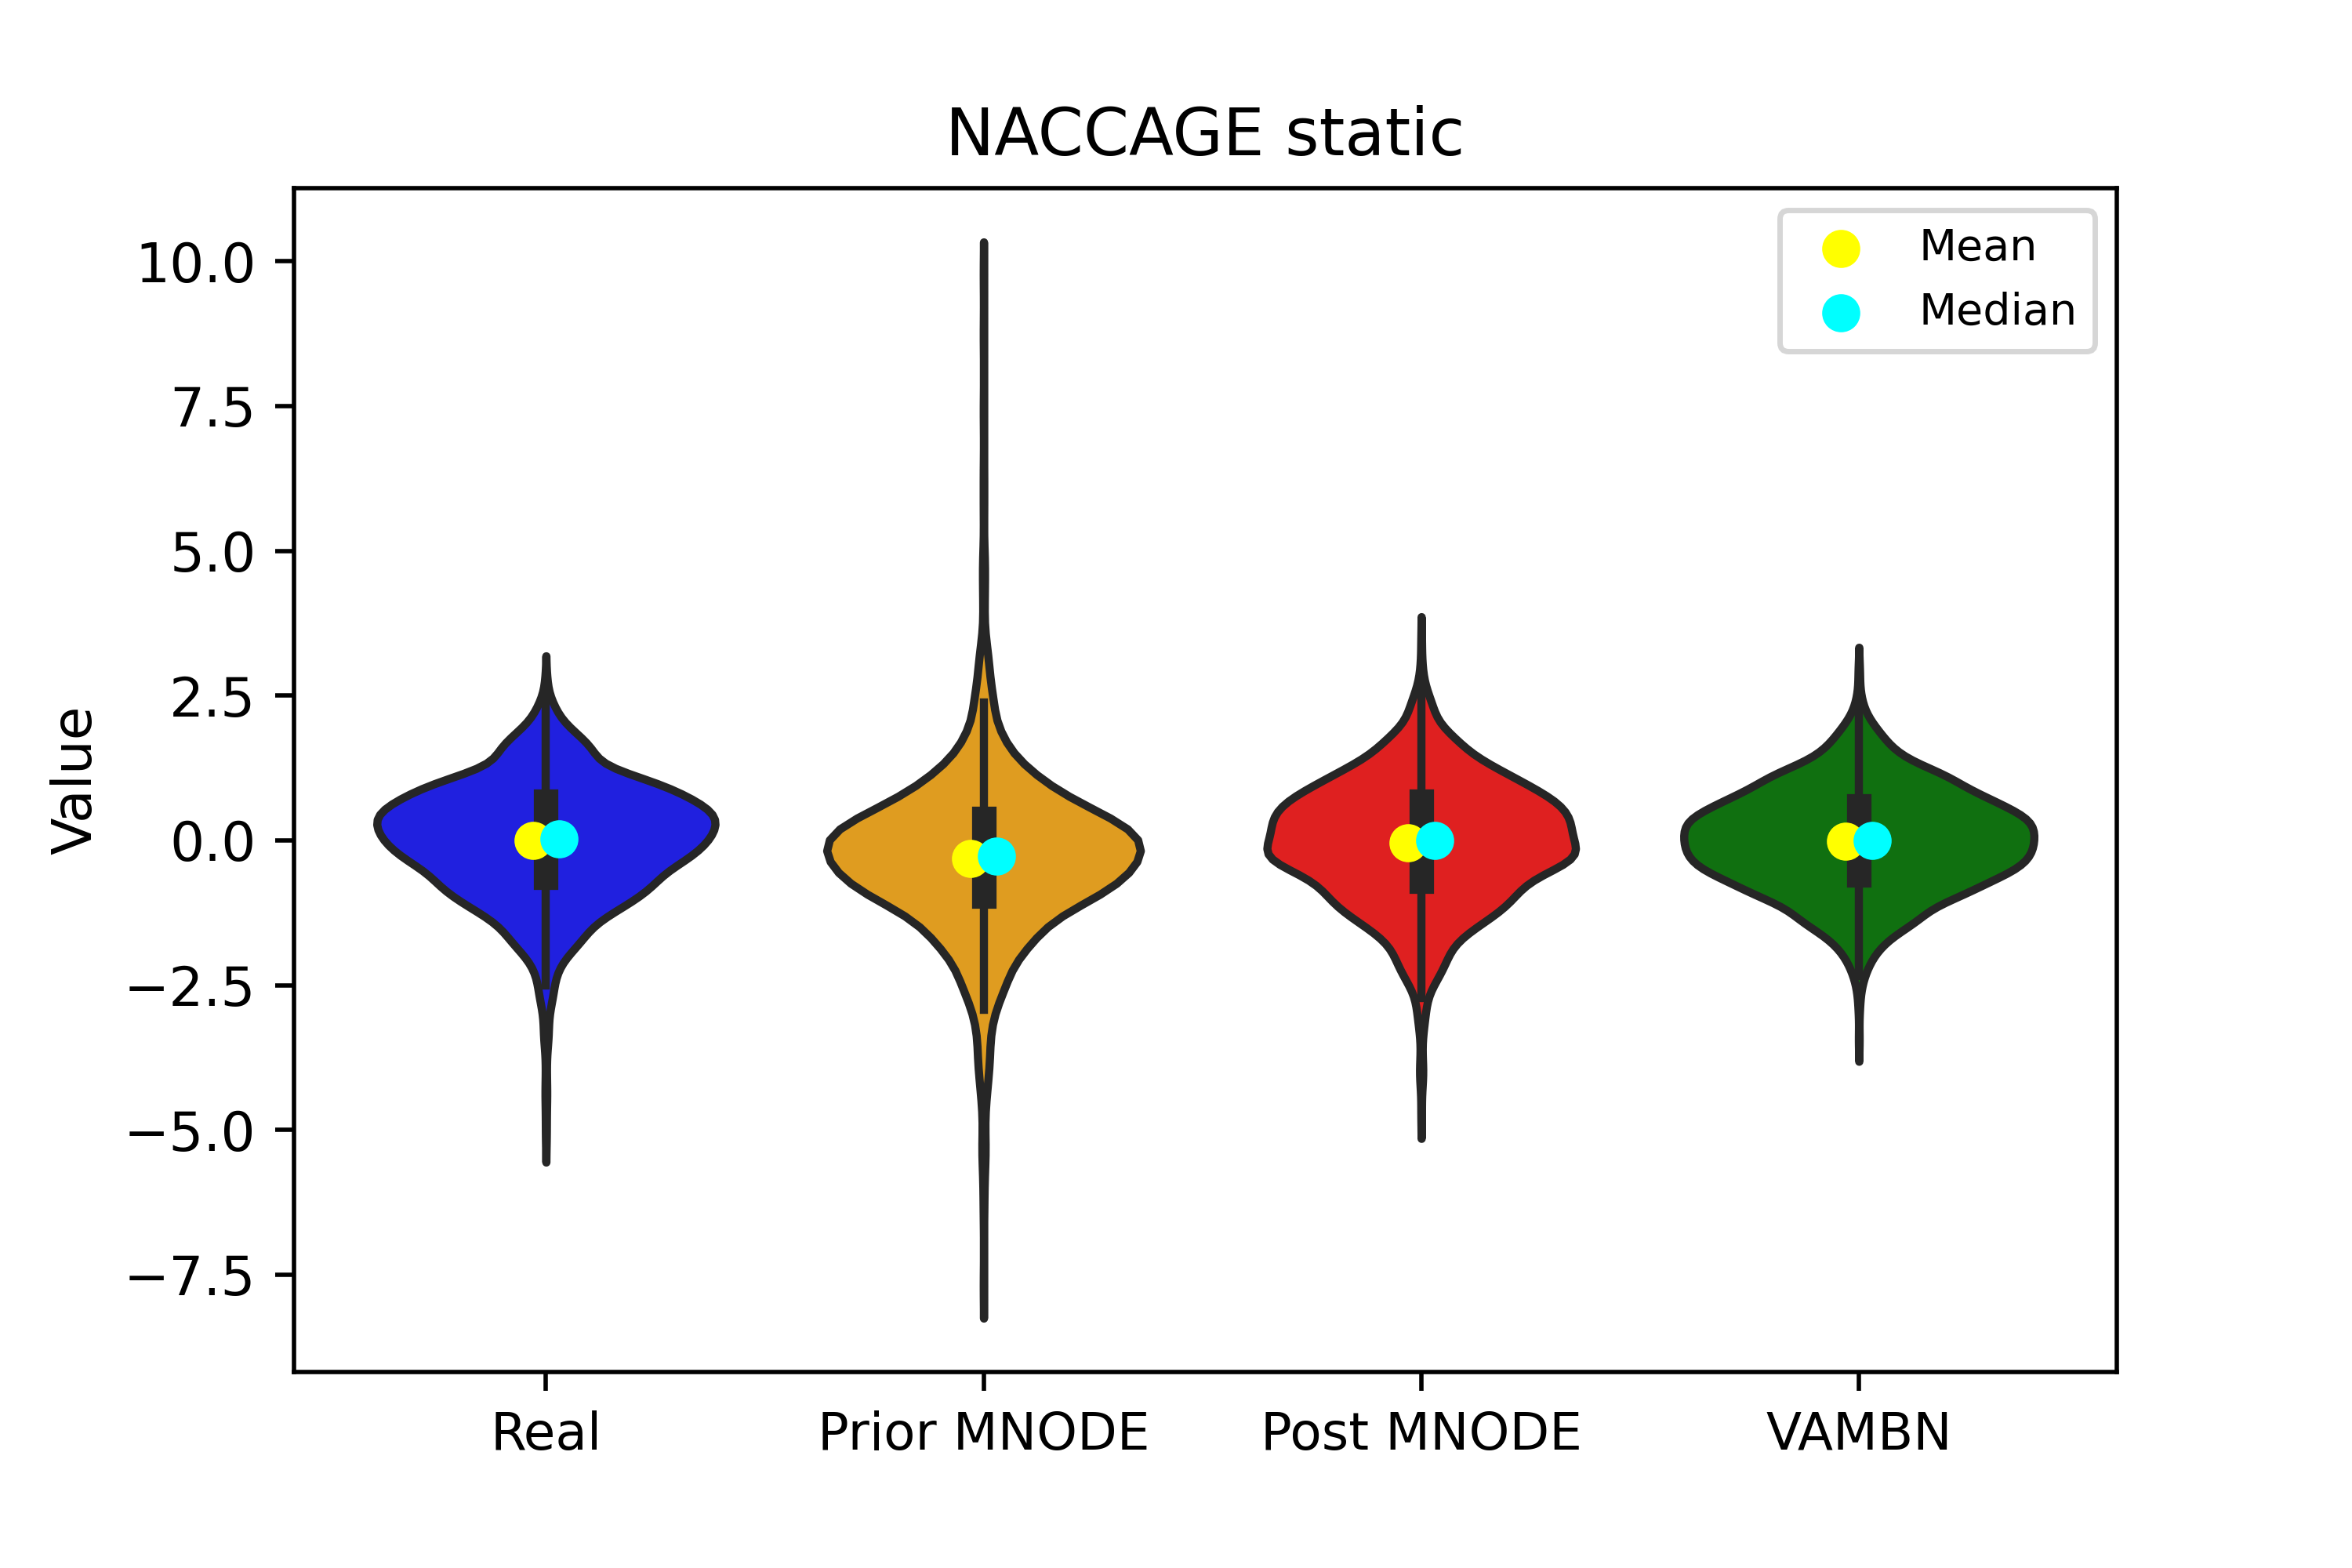 NACCAGE static
Mean
Median
10.0
7.5
5.0
2.5
0.0
−2.5
−5.0
−7.5
Value
Real
Prior MNODE
Post MNODE
VAMBN